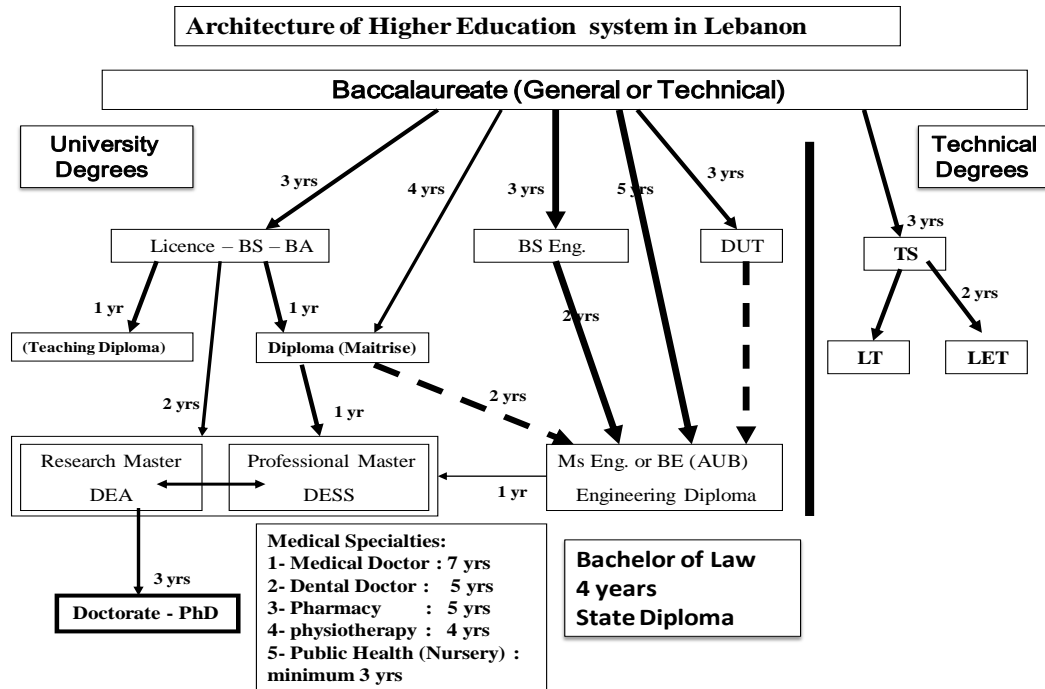 Architecture of Higher Education system in Lebanon
Baccalaureate (General or Technical)
University
Degrees
Technical
Degrees
3 yrs
4 yrs
3 yrs
5 yrs
3 yrs
3 yrs
Licence – BS – BA
BS Eng.
DUT
TS
1 yr
1 yr
2 yrs
2 yrs
(Teaching Diploma)
Diploma (Maitrise)
LT
LET
2 yrs
1 yr
2 yrs
Research Master
DEA
Professional Master
DESS
Ms Eng. or BE (AUB)
Engineering Diploma
1 yr
3 yrs
Doctorate - PhD
Medical Specialties:
1- Medical Doctor : 7 yrs
2- Dental Doctor : 5 yrs
3- Pharmacy : 5 yrs
4- physiotherapy : 4 yrs
5- Public Health (Nursery) :
minimum 3 yrs
Bachelor of Law
4 years
State Diploma